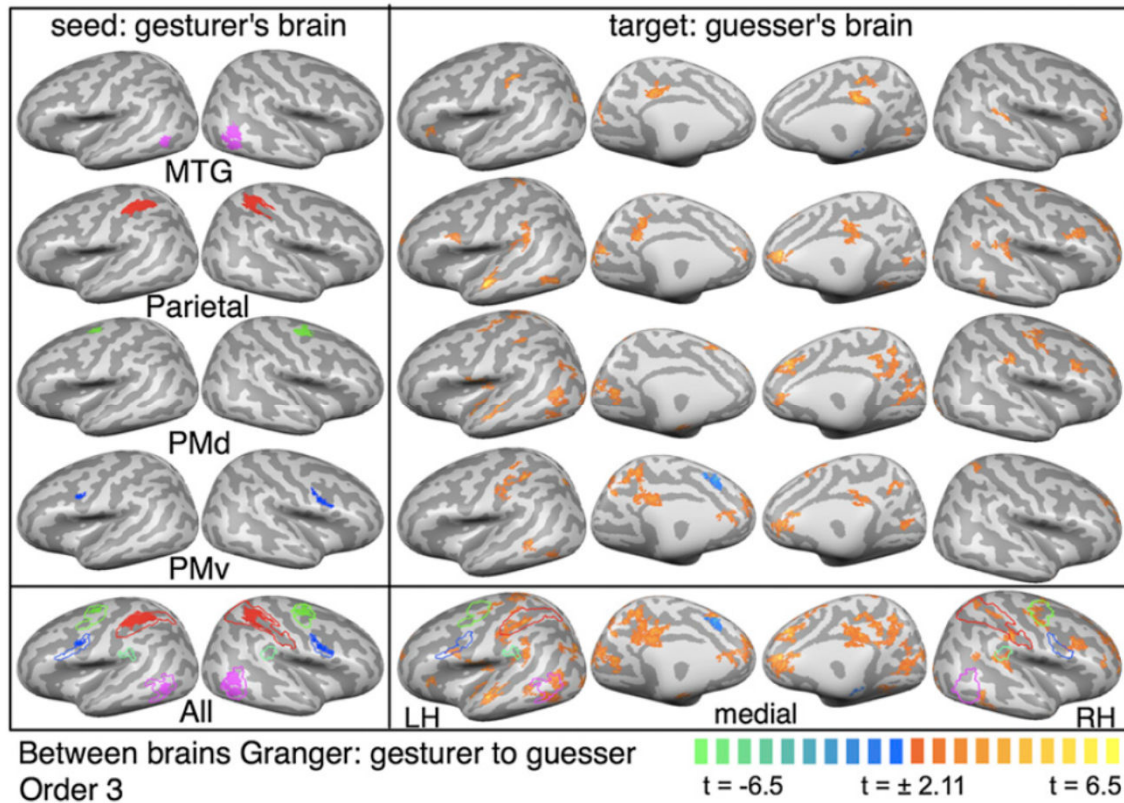 seed: gesturer's brain
target: guesser's brain
MTG
Parietal
PMd
PMv
All
LH
medial
RH
Between brains Granger: gesturer to guesser
Order 3
t = -6.5
t = ± 2.11
t = 6.5